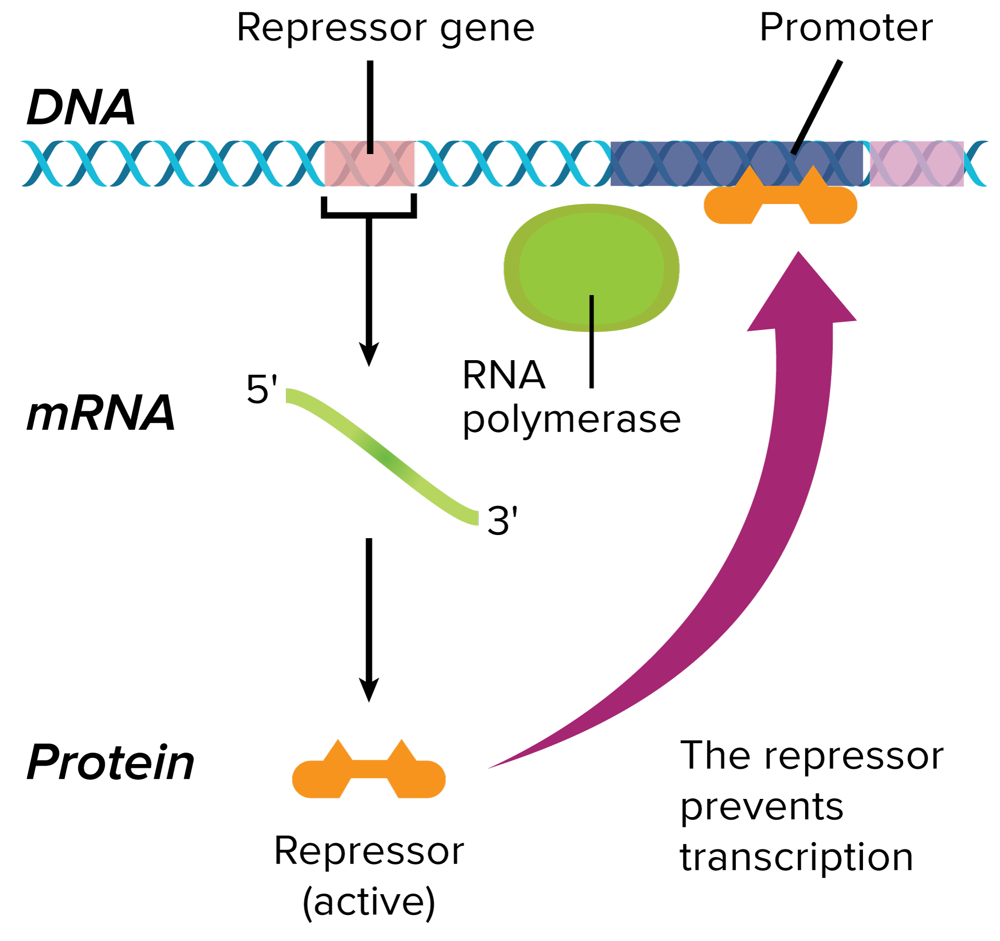 Repressor gene
Promoter
DNA
5'
mRNA
RNA
polymerase
3'
Protein
Repressor
(active)
The repressor
prevents
transcription